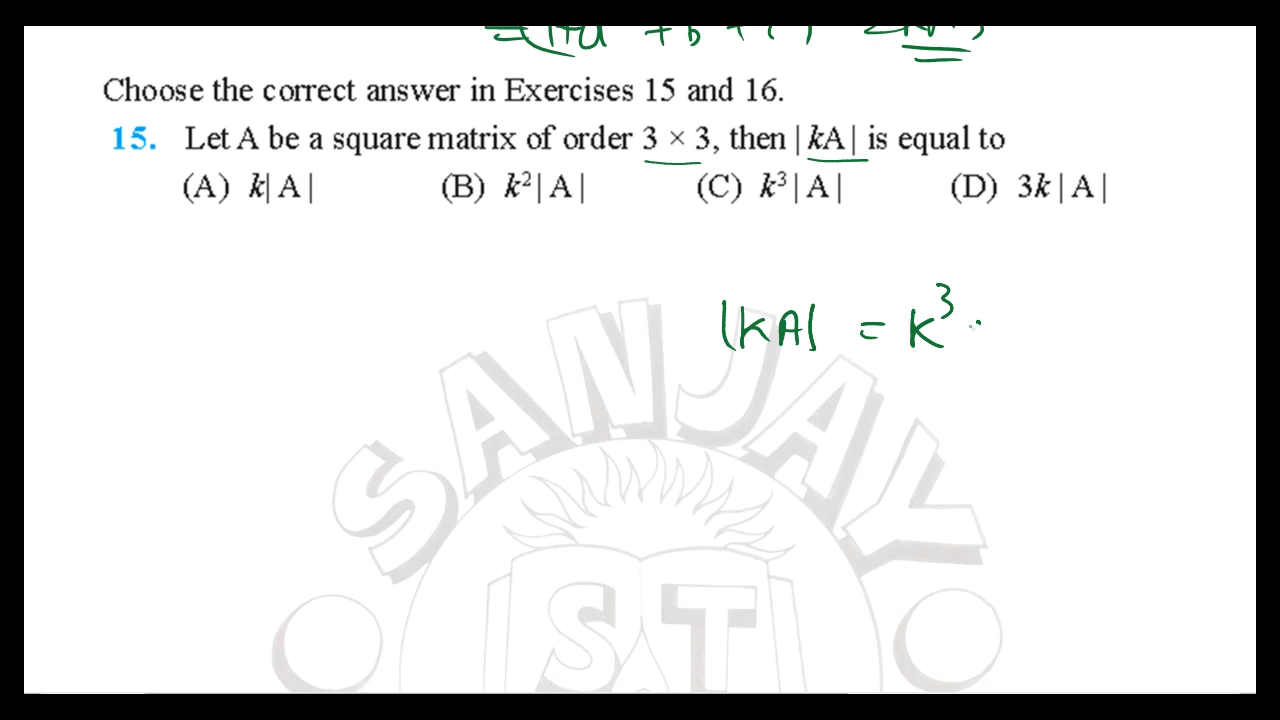 Choose the correct answer in Exercises 15 and 16.
15. Let A be a square matrix of order 3 × 3, then | kA| is equal to
(A) k| A | (B) k² | A | (C) k³ | A | (D) 3k | A |
|KA| = K³ ·
SANJAY
ST